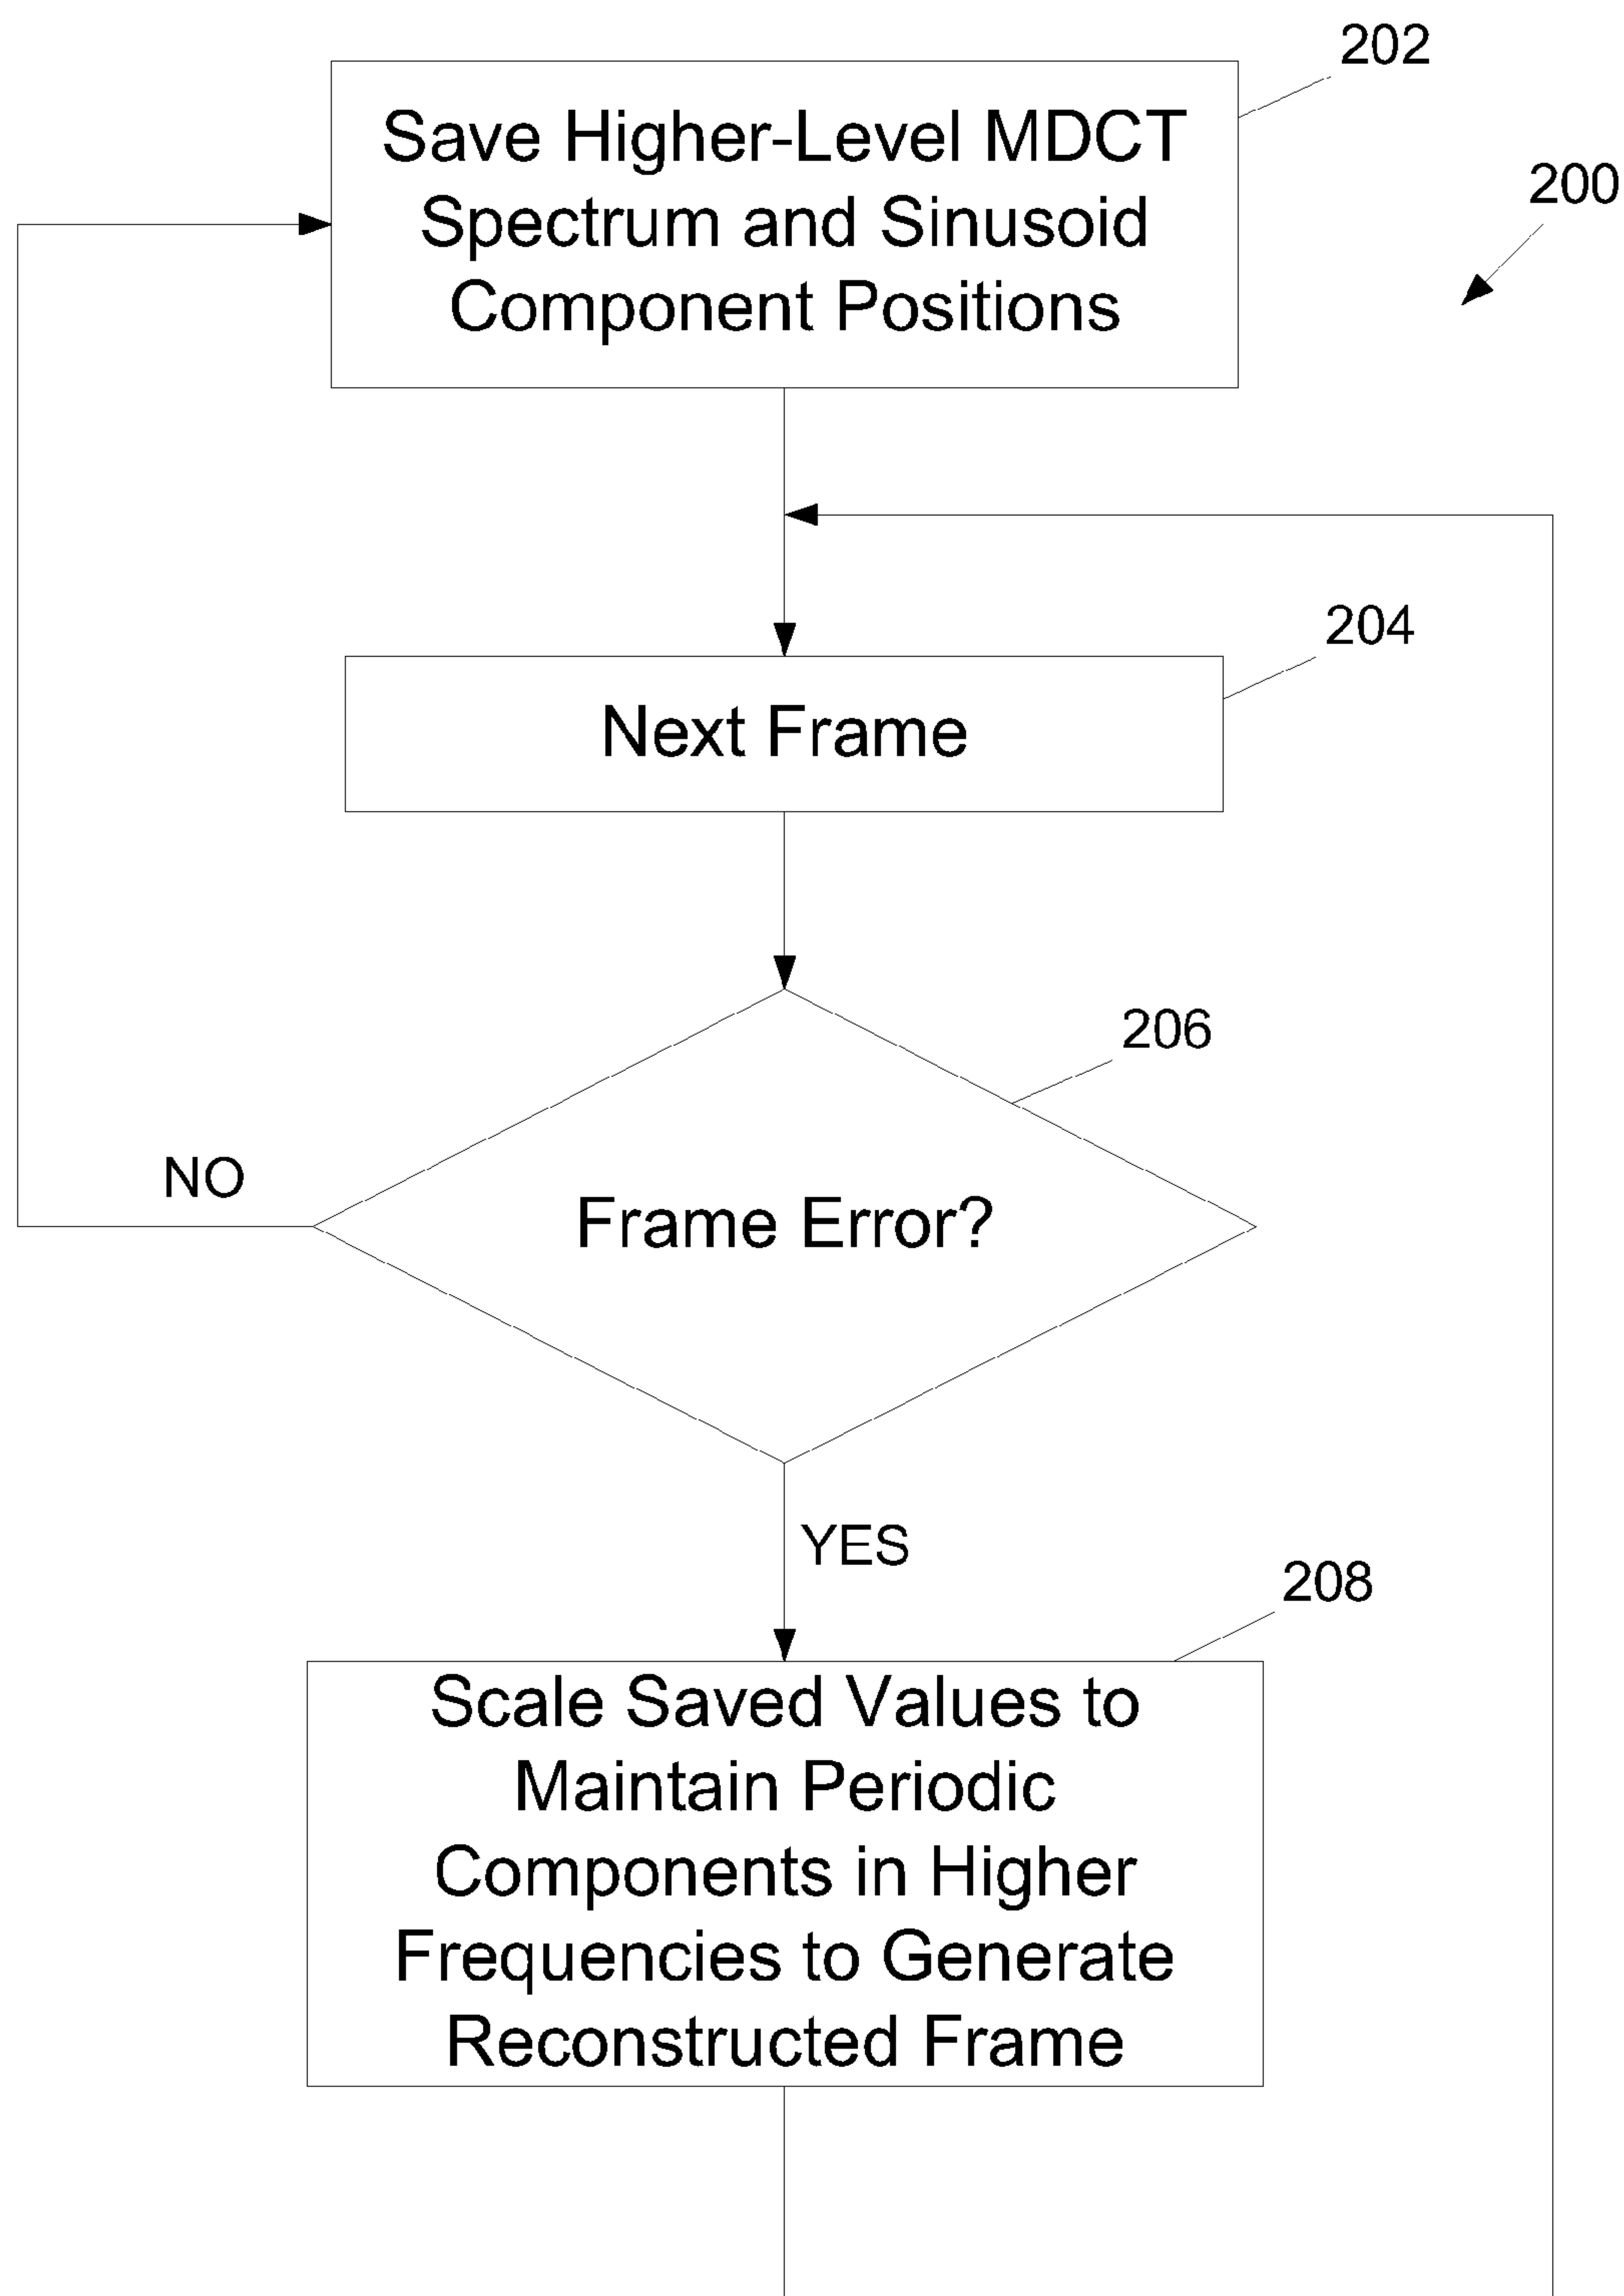 202
Save Higher-Level MDCT
Spectrum and Sinusoid
Component Positions
200
204
Next Frame
206
NO
Frame Error?
YES
208
Scale Saved Values to
Maintain Periodic
Components in Higher
Frequencies to Generate
Reconstructed Frame